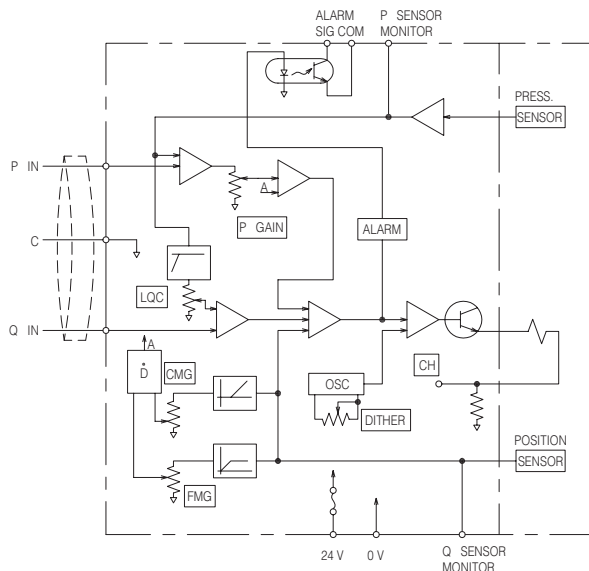 ALARM
SIG COM
P SENSOR
MONITOR
PRESS.
SENSOR
P IN
A
P GAIN
ALARM
C
LQC
Q IN
A
Ḋ
CMG
OSC
CH
DITHER
POSITION
SENSOR
FMG
24 V
0 V
Q SENSOR
MONITOR